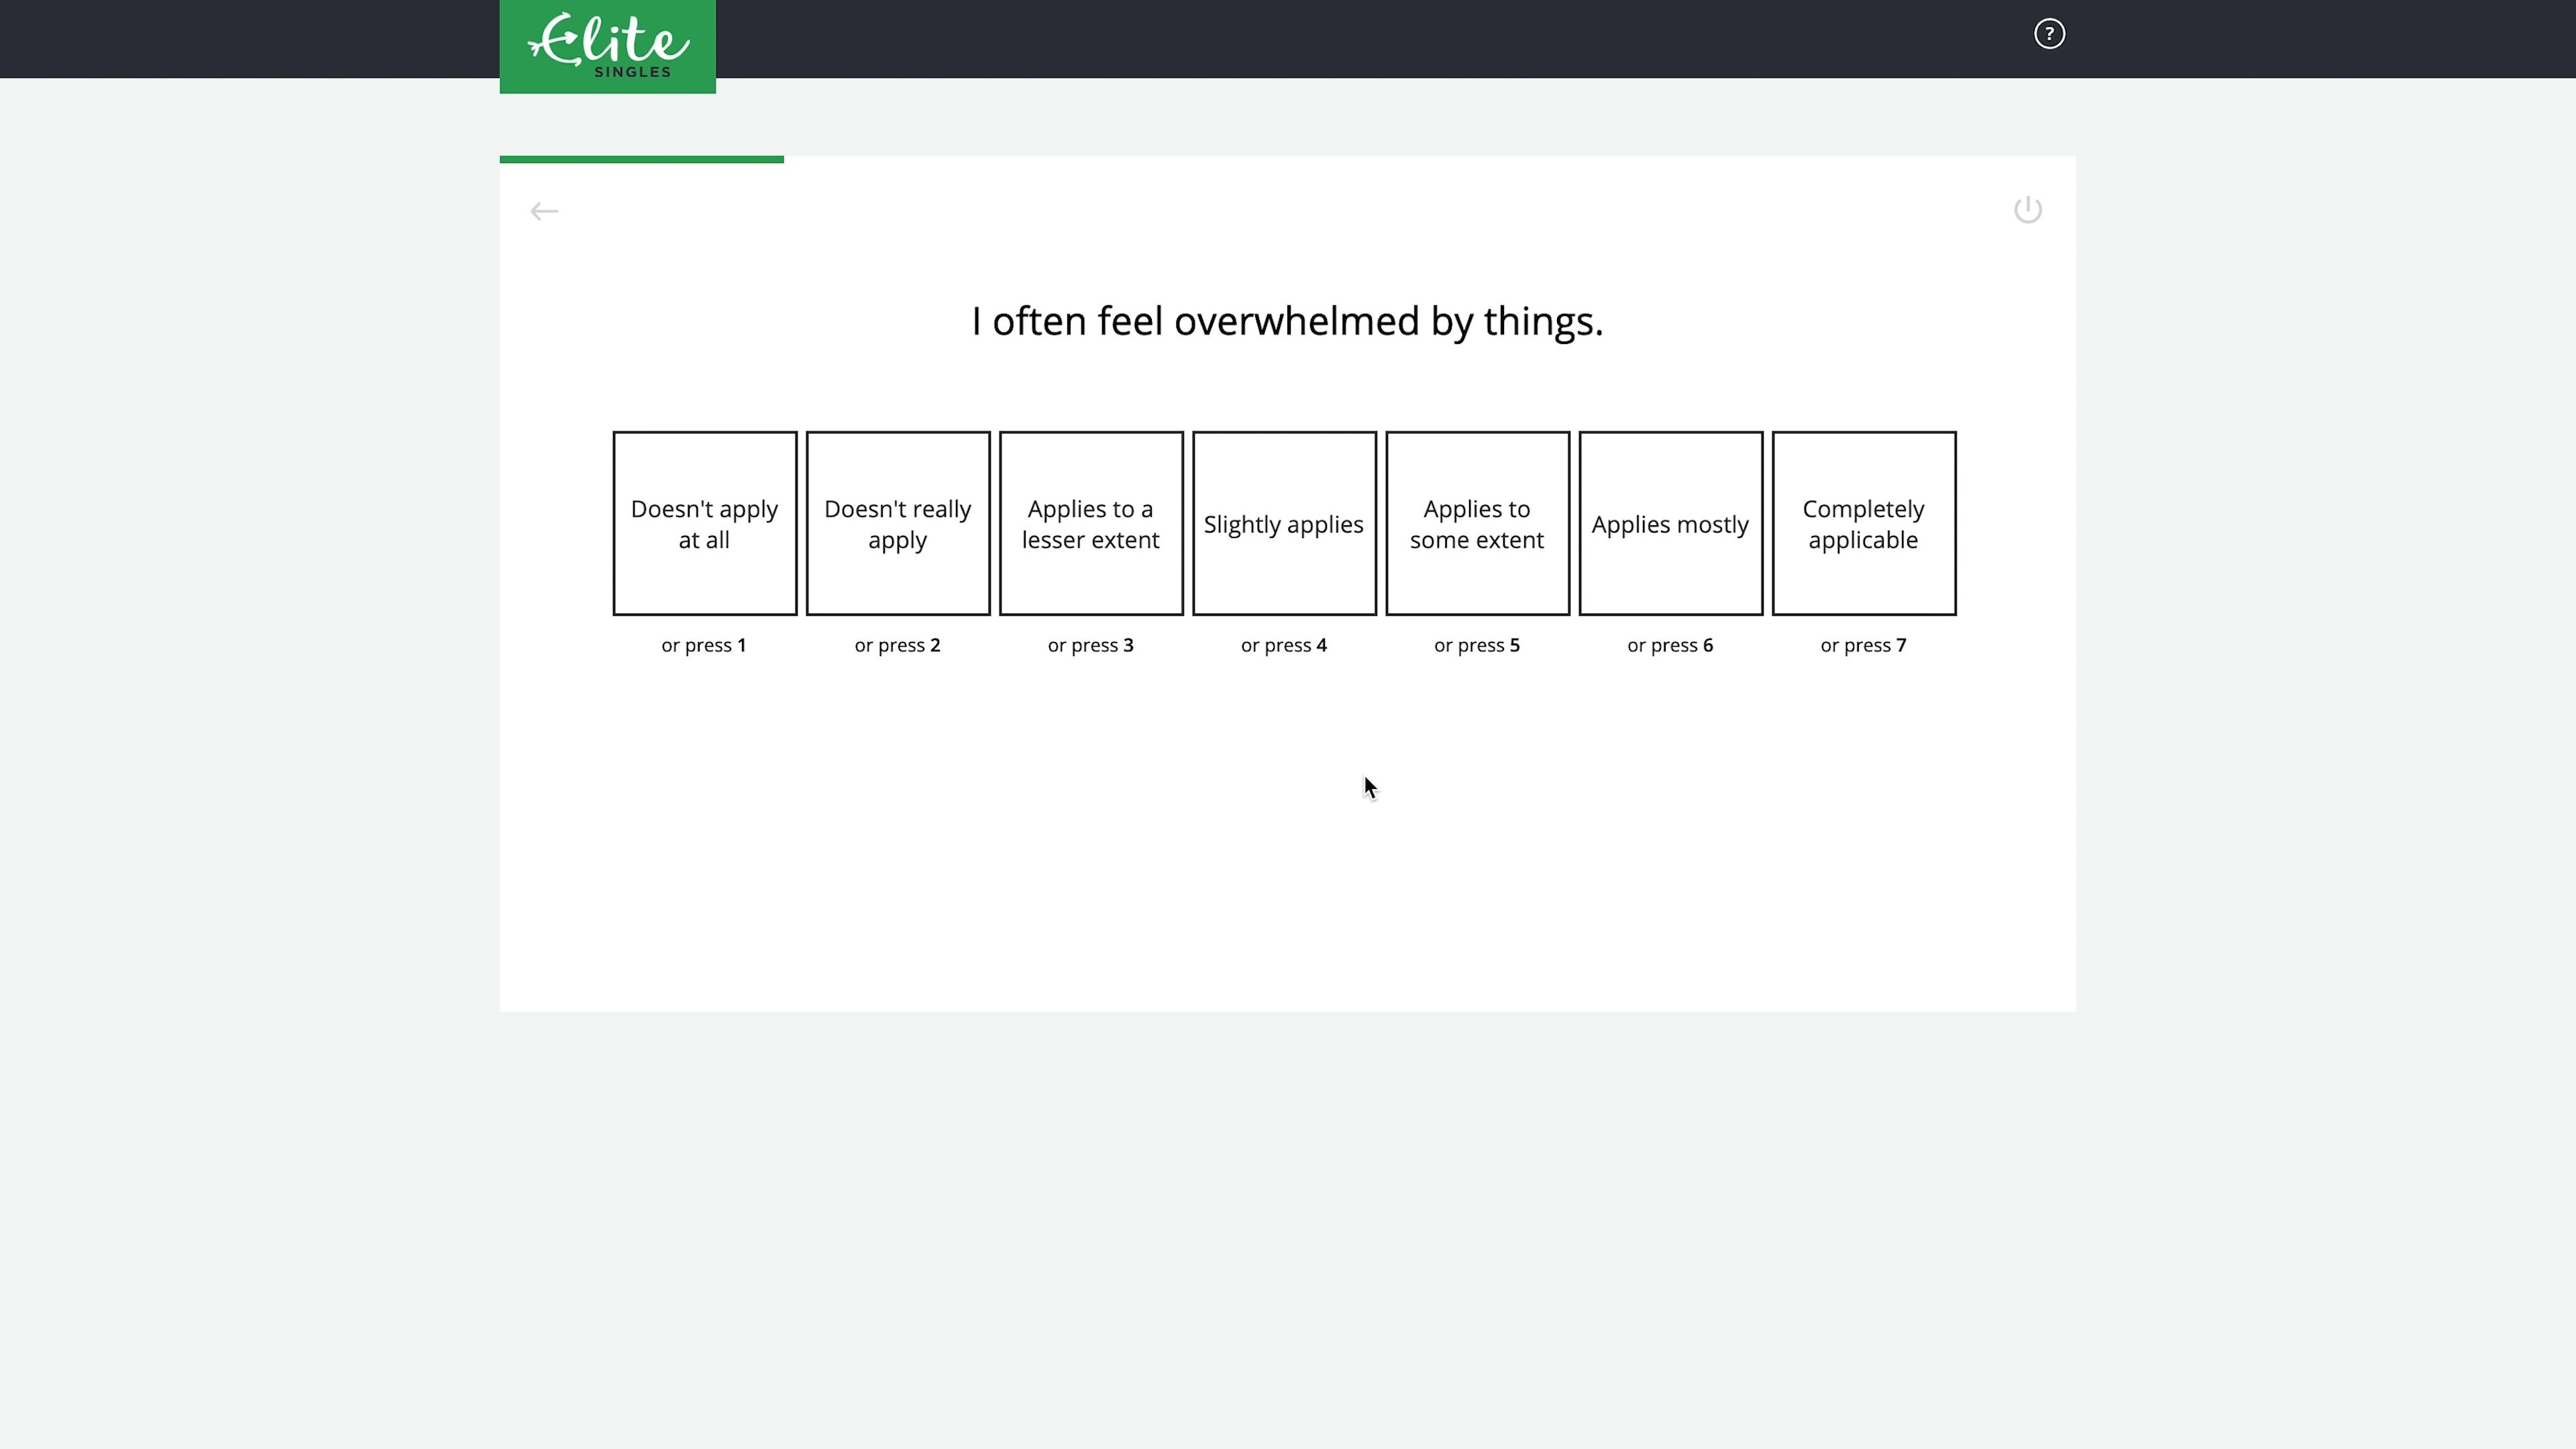 Elite
SINGLES
?
I often feel overwhelmed by things.
Doesn't apply
at all
Doesn't really
apply
Applies to a
lesser extent
Slightly applies
Applies to
some extent
Applies mostly
Completely
applicable
or press 1
or press 2
or press 3
or press 4
or press 5
or press 6
or press 7